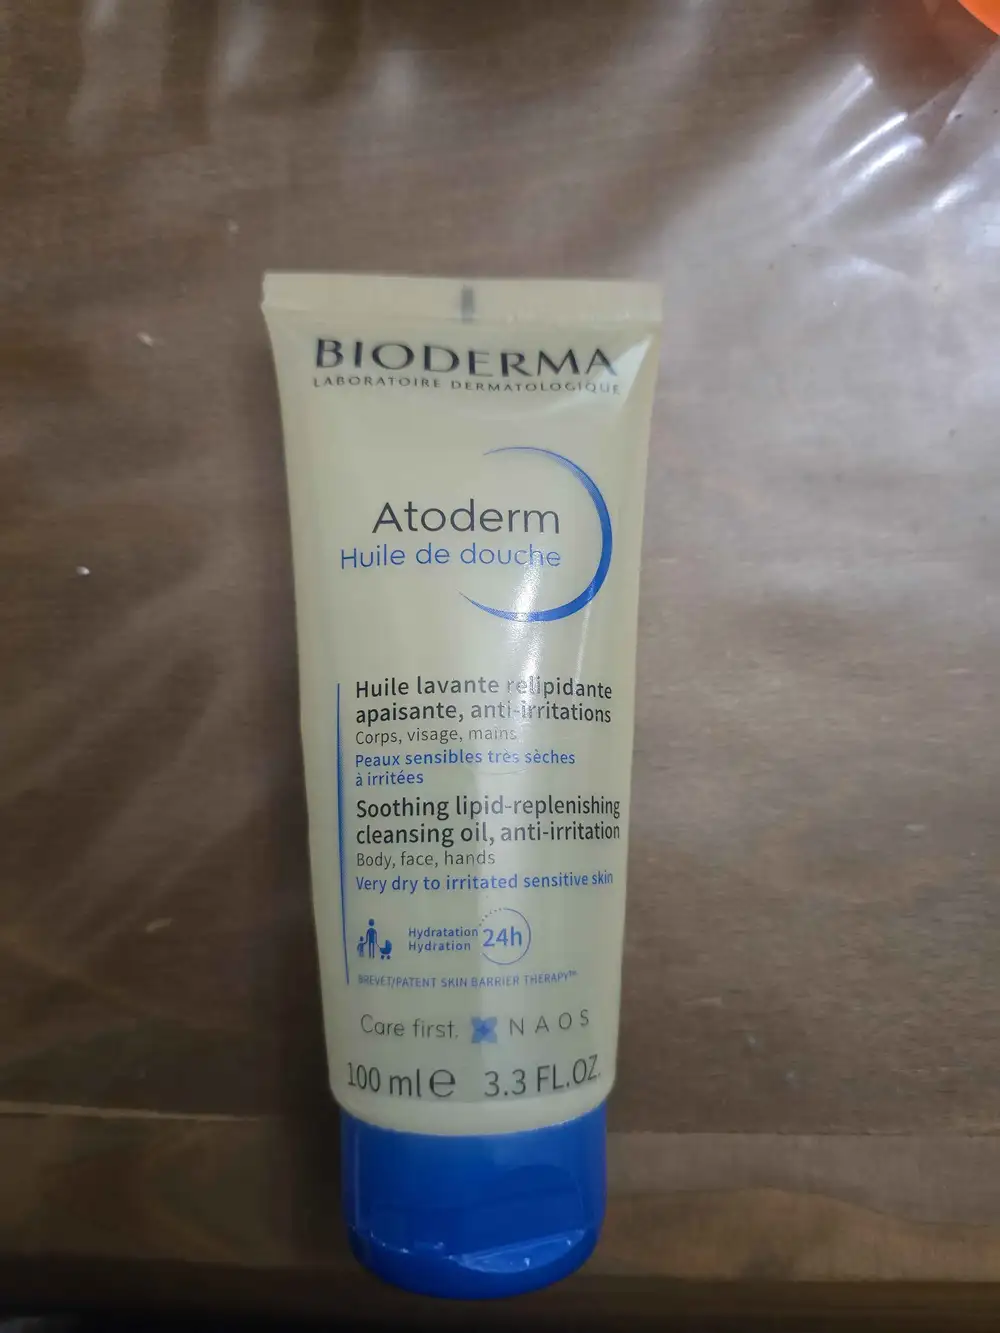 BIODERMA
LABORATOIRE DERMATOLOGIQUE
Atoderm
Huile de douche
Huile lavante relipidante
apaisante, anti-irritations
Corps, visage, mains
Peaux sensibles très sèches
à irritées
Soothing lipid-replenishing
cleansing oil, anti-irritation
Body, face, hands
Very dry to irritated sensitive skin
Hydratation
Hydration
24h
BREVET/PATENT SKIN BARRIER THERAPY™
Care first. NAOS
100 ml e 3.3 FL.OZ.